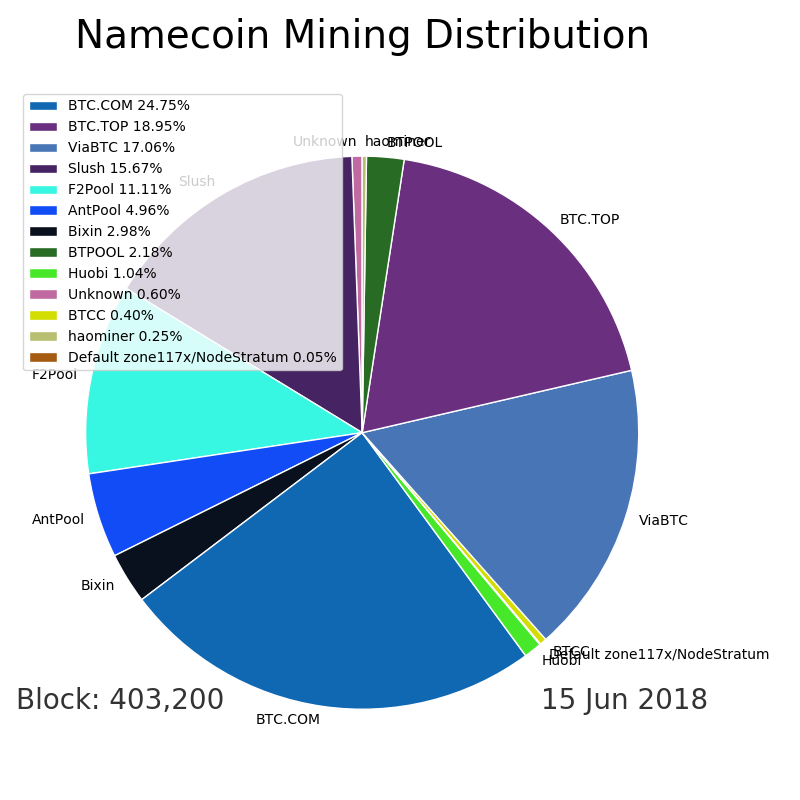 Namecoin Mining Distribution
BTC.COM 24.75%
BTC.TOP 18.95%
ViaBTC 17.06%
Slush 15.67%
F2Pool 11.11%
AntPool 4.96%
Bixin 2.98%
BTPOOL 2.18%
Huobi 1.04%
Unknown 0.60%
BTCC 0.40%
haominer 0.25%
Default zone117x/NodeStratum 0.05%
Unknown
haominer
BTPOOL
Slush
BTC.TOP
F2Pool
AntPool
ViaBTC
Bixin
BTCC
Default zone117x/NodeStratum
Huobi
BTC.COM
Block: 403,200
15 Jun 2018